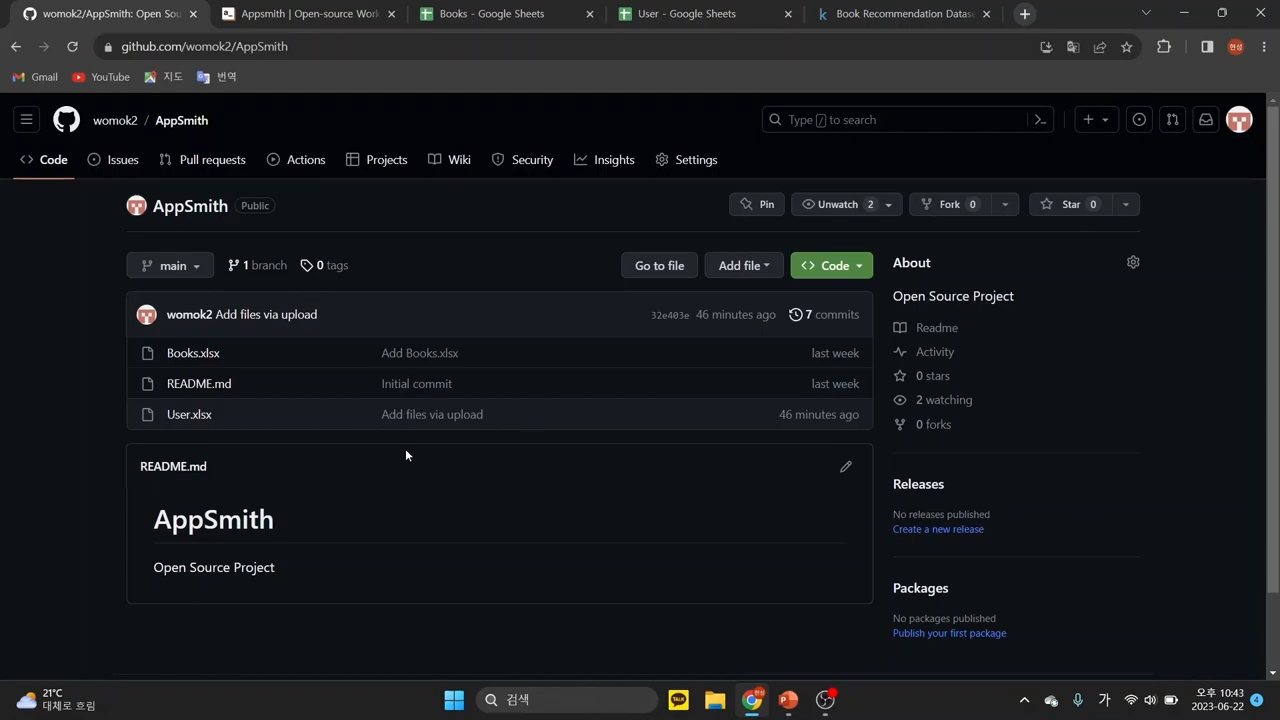 womok2/AppSmith: Open Sou
Appsmith | Open-source Work
Books - Google Sheets
User - Google Sheets
Book Recommendation Datase
github.com/womok2/AppSmith
현성
Gmail
YouTube
지도
번역
womok2 / AppSmith
Type / to search
Code
Issues
Pull requests
Actions
Projects
Wiki
Security
Insights
Settings
AppSmith Public
Pin
Unwatch 2
Fork 0
Star 0
main
1 branch
0 tags
Go to file
Add file
Code
womok2 Add files via upload 32e403e 46 minutes ago 7 commits
Books.xlsx Add Books.xlsx last week
README.md Initial commit last week
User.xlsx Add files via upload 46 minutes ago
README.md
AppSmith
Open Source Project
About
Open Source Project
Readme
Activity
0 stars
2 watching
0 forks
Releases
No releases published
Create a new release
Packages
No packages published
Publish your first package
21°C
대체로 흐림
검색
TALK
현성
가
오후 10:43
2023-06-22
4